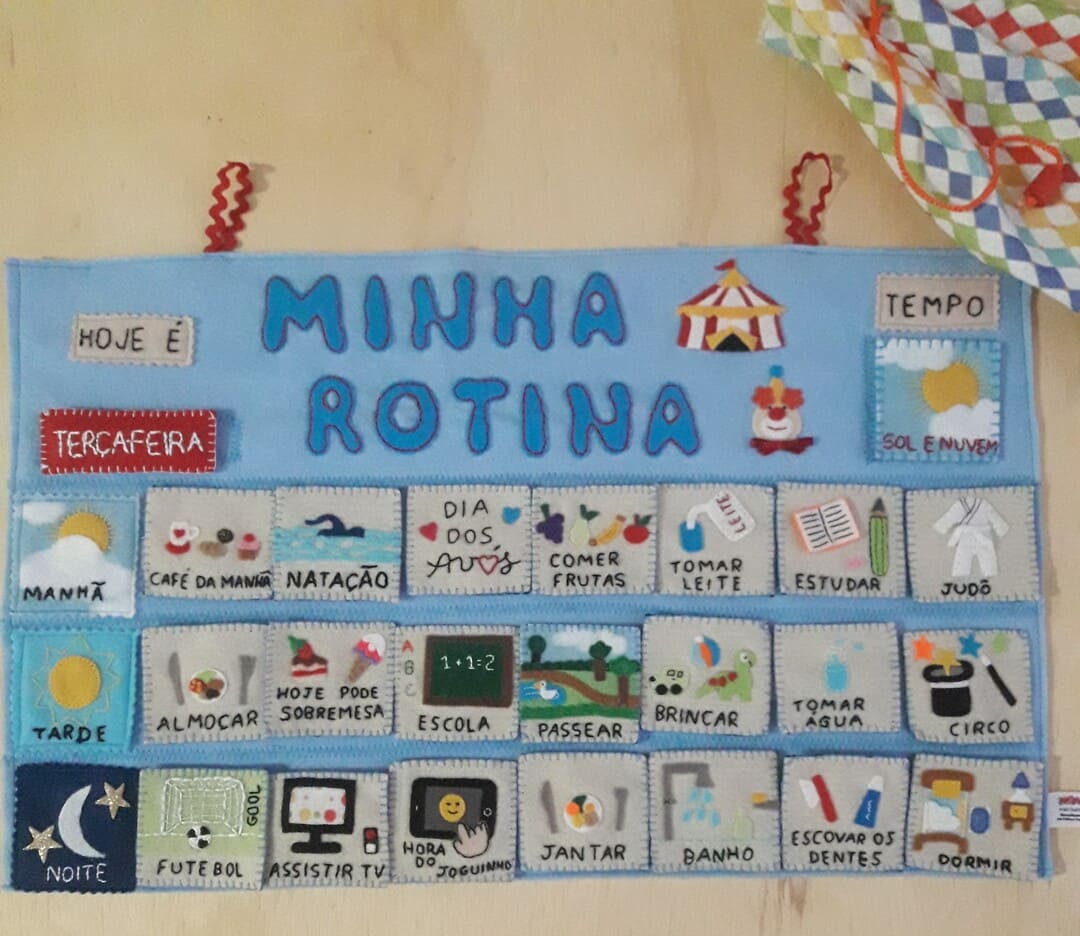 MINHA
ROTINA
HOJE É
TERÇA-FEIRA
TEMPO
SOL E NUVEM
MANHÃ
CAFÉ DA MANHÃ
NATAÇÃO
DIA
DOS
AVÓS
COMER
FRUTAS
LEITE
TOMAR
LEITE
ESTUDAR
JUDÔ
TARDE
ALMOÇAR
HOJE PODE
SOBREMESA
A
B
C
1+1=2
ESCOLA
PASSEAR
BRINCAR
TOMAR
ÁGUA
CIRCO
NOITE
GOOL
FUTEBOL
ASSISTIR TV
HORA
DO
JOGUINHO
JANTAR
BANHO
ESCOVAR OS
DENTES
DORMIR